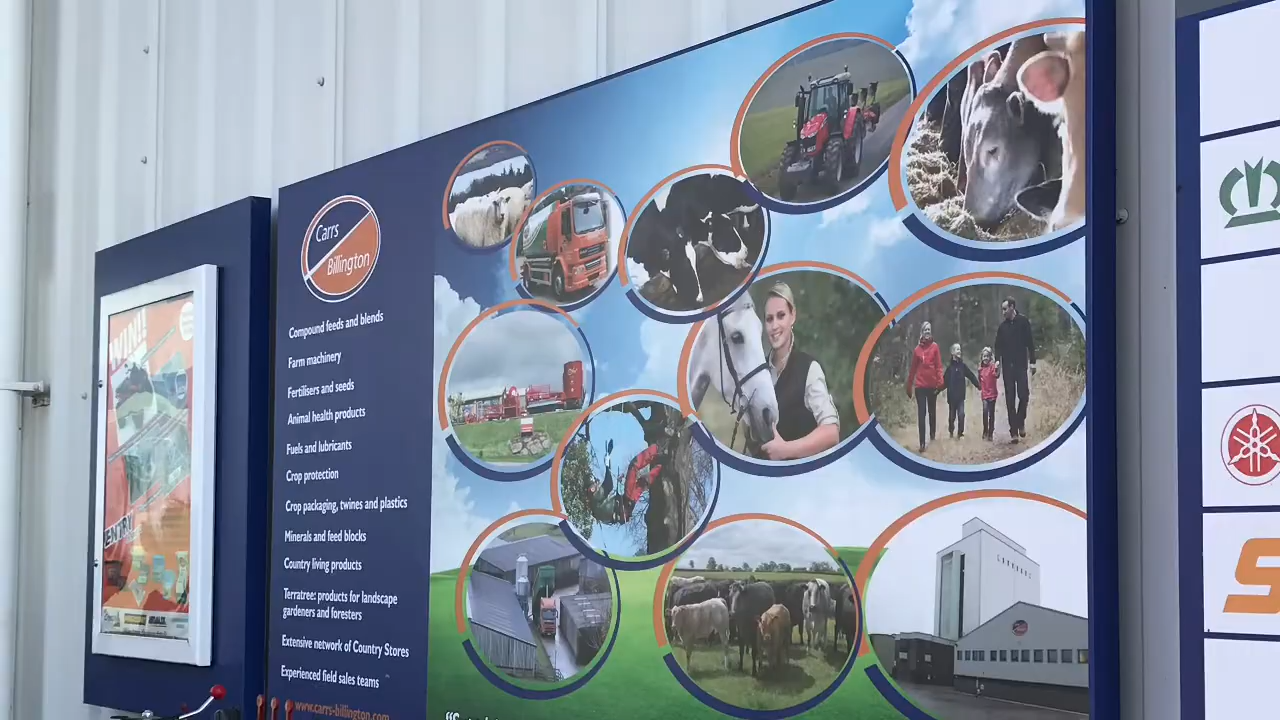 WIN!!
ENTRY
Carrs
Billington
Compound feeds and blends
Farm machinery
Fertilisers and seeds
Animal health products
Fuels and lubricants
Crop protection
Crop packaging, twines and plastics
Minerals and feed blocks
Country living products
Terratree: products for landscape
gardeners and foresters
Extensive network of Country Stores
Experienced field sales teams
www.carrs-billington.com